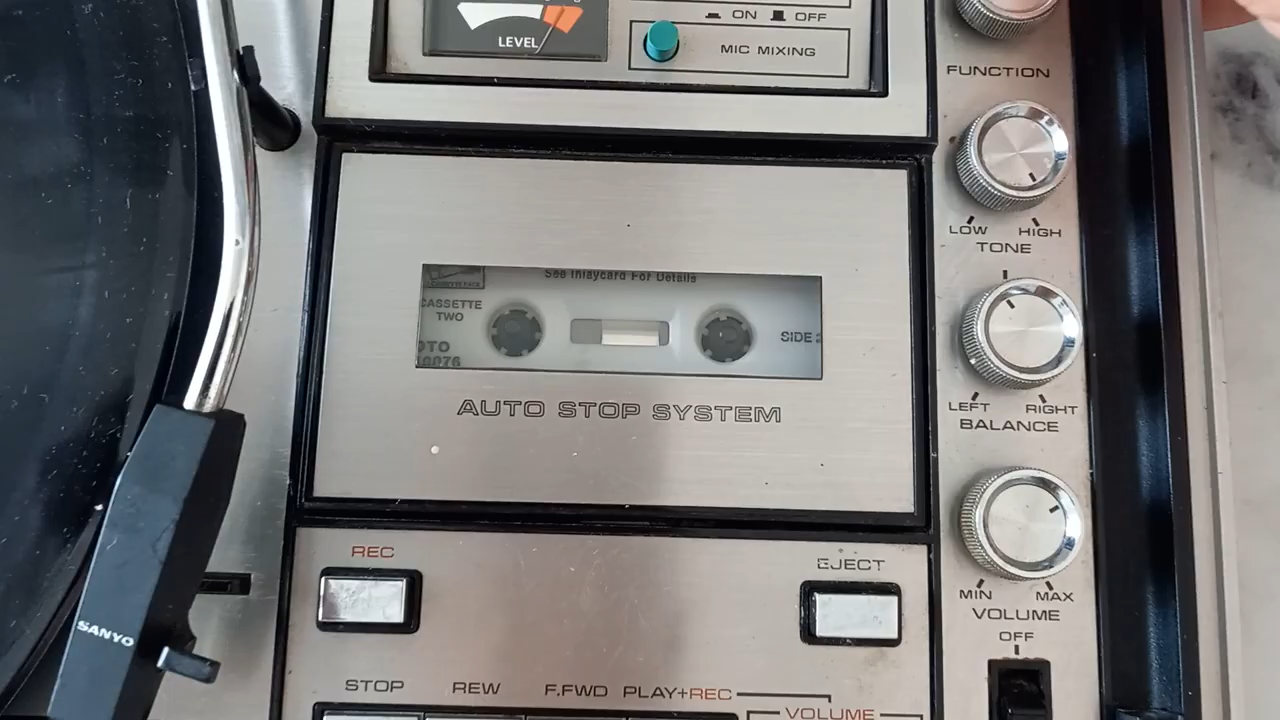 LEVEL
ON OFF
MIC MIXING
FUNCTION
LOW HIGH
TONE
See Inlaycard For Details
CASSETTE
TWO
SIDE
AUTO STOP SYSTEM
LEFT RIGHT
BALANCE
MIN MAX
VOLUME
OFF
REC
EJECT
SANYO
STOP REW F.FWD PLAY+REC
VOLUME